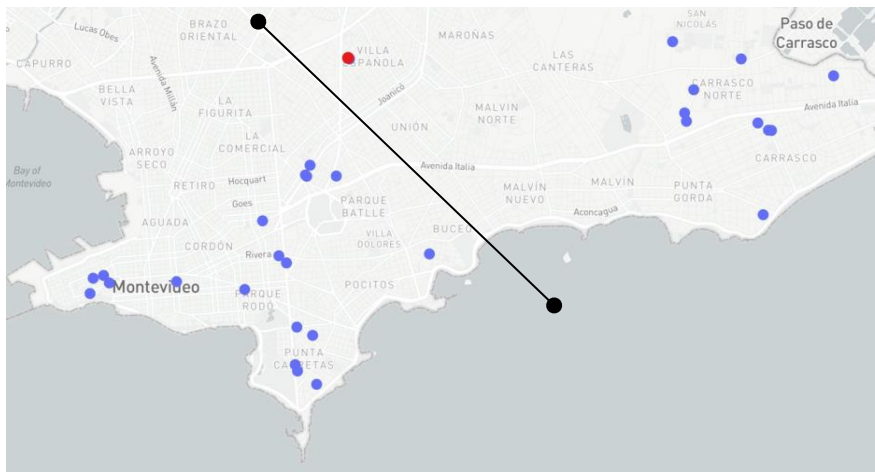 Lucas Obes
BRAZO
ORIENTAL
MAROÑAS
SAN
NICOLÁS
Paso de
Carrasco
CAPURRO
VILLA
ESPAÑOLA
LAS
CANTERAS
Avenida Millán
BELLA
VISTA
LA
FIGURITA
Joanicó
CARRASCO
NORTE
MALVIN
NORTE
Avenida Italia
UNIÓN
LA
COMERCIAL
ARROYO
SECO
CARRASCO
Avenida Italia
Bay of
Montevideo
RETIRO
Hocquart
MALVÍN
NUEVO
MALVIN
PUNTA
GORDA
Goes
PARQUE
BATLLE
Aconcagua
AGUADA
CORDÓN
VILLA
DOLORES
BUCEO
Rivera
Montevideo
PARQUE
RODÓ
POCITOS
PUNTA
CARRETAS